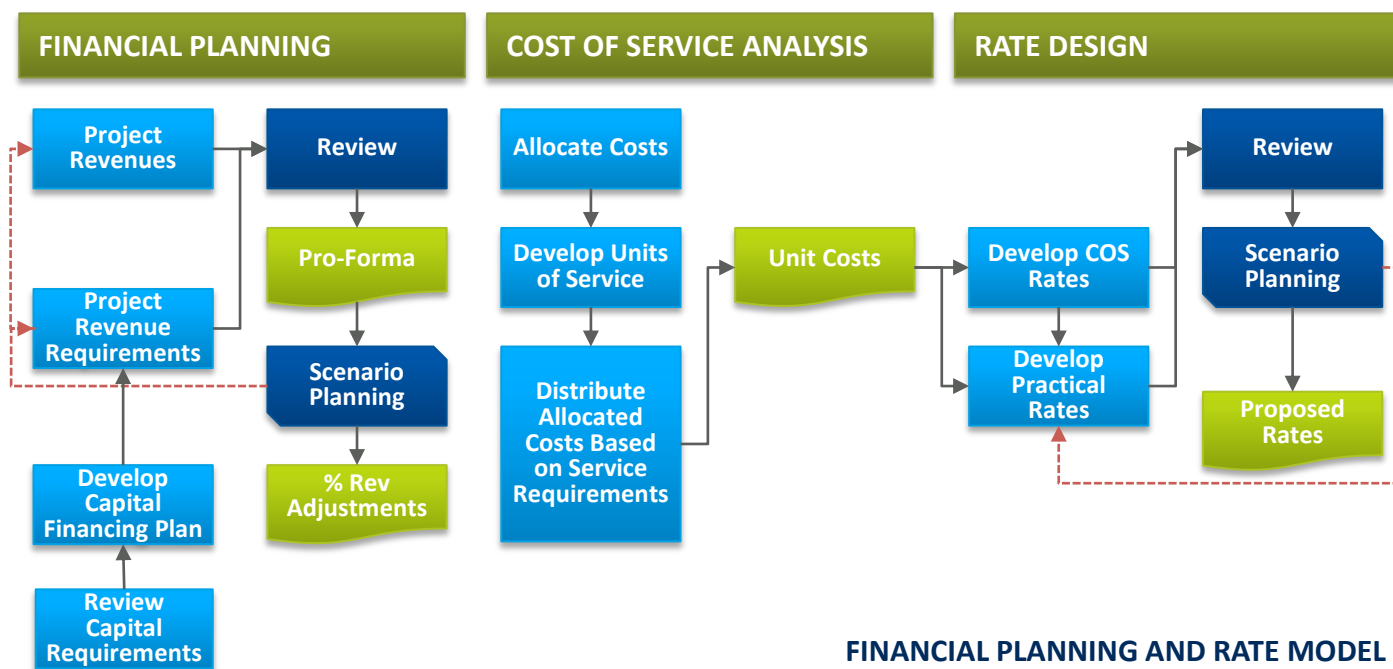 FINANCIAL PLANNING
COST OF SERVICE ANALYSIS
RATE DESIGN
Project
Revenues
Review
Pro-Forma
Project
Revenue
Requirements
Scenario
Planning
Develop
Capital
Financing Plan
% Rev
Adjustments
Review
Capital
Requirements
Allocate Costs
Develop Units
of Service
Distribute
Allocated
Costs Based
on Service
Requirements
Unit Costs
Develop COS
Rates
Develop
Practical
Rates
Review
Scenario
Planning
Proposed
Rates
FINANCIAL PLANNING AND RATE MODEL